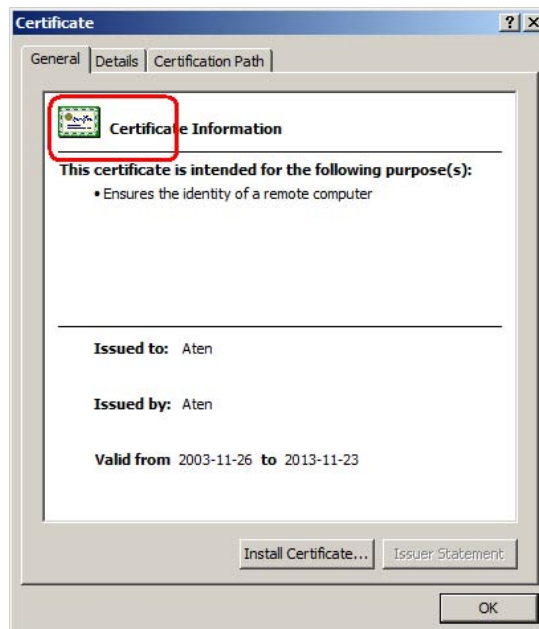 Certificate
General Details Certification Path
Certificate Information
This certificate is intended for the following purpose(s):
• Ensures the identity of a remote computer
Issued to: Aten
Issued by: Aten
Valid from 2003-11-26 to 2013-11-23
Install Certificate... Issuer Statement
OK